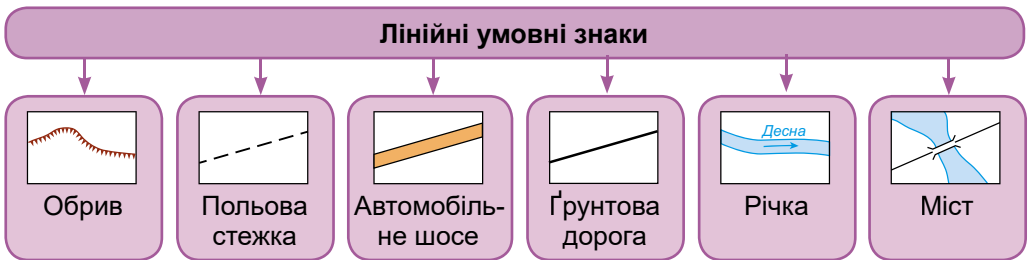 Лінійні умовні знаки
Десна
Обрив
Польова
стежка
Автомобіль-
не шосе
Ґрунтова
дорога
Річка
Міст